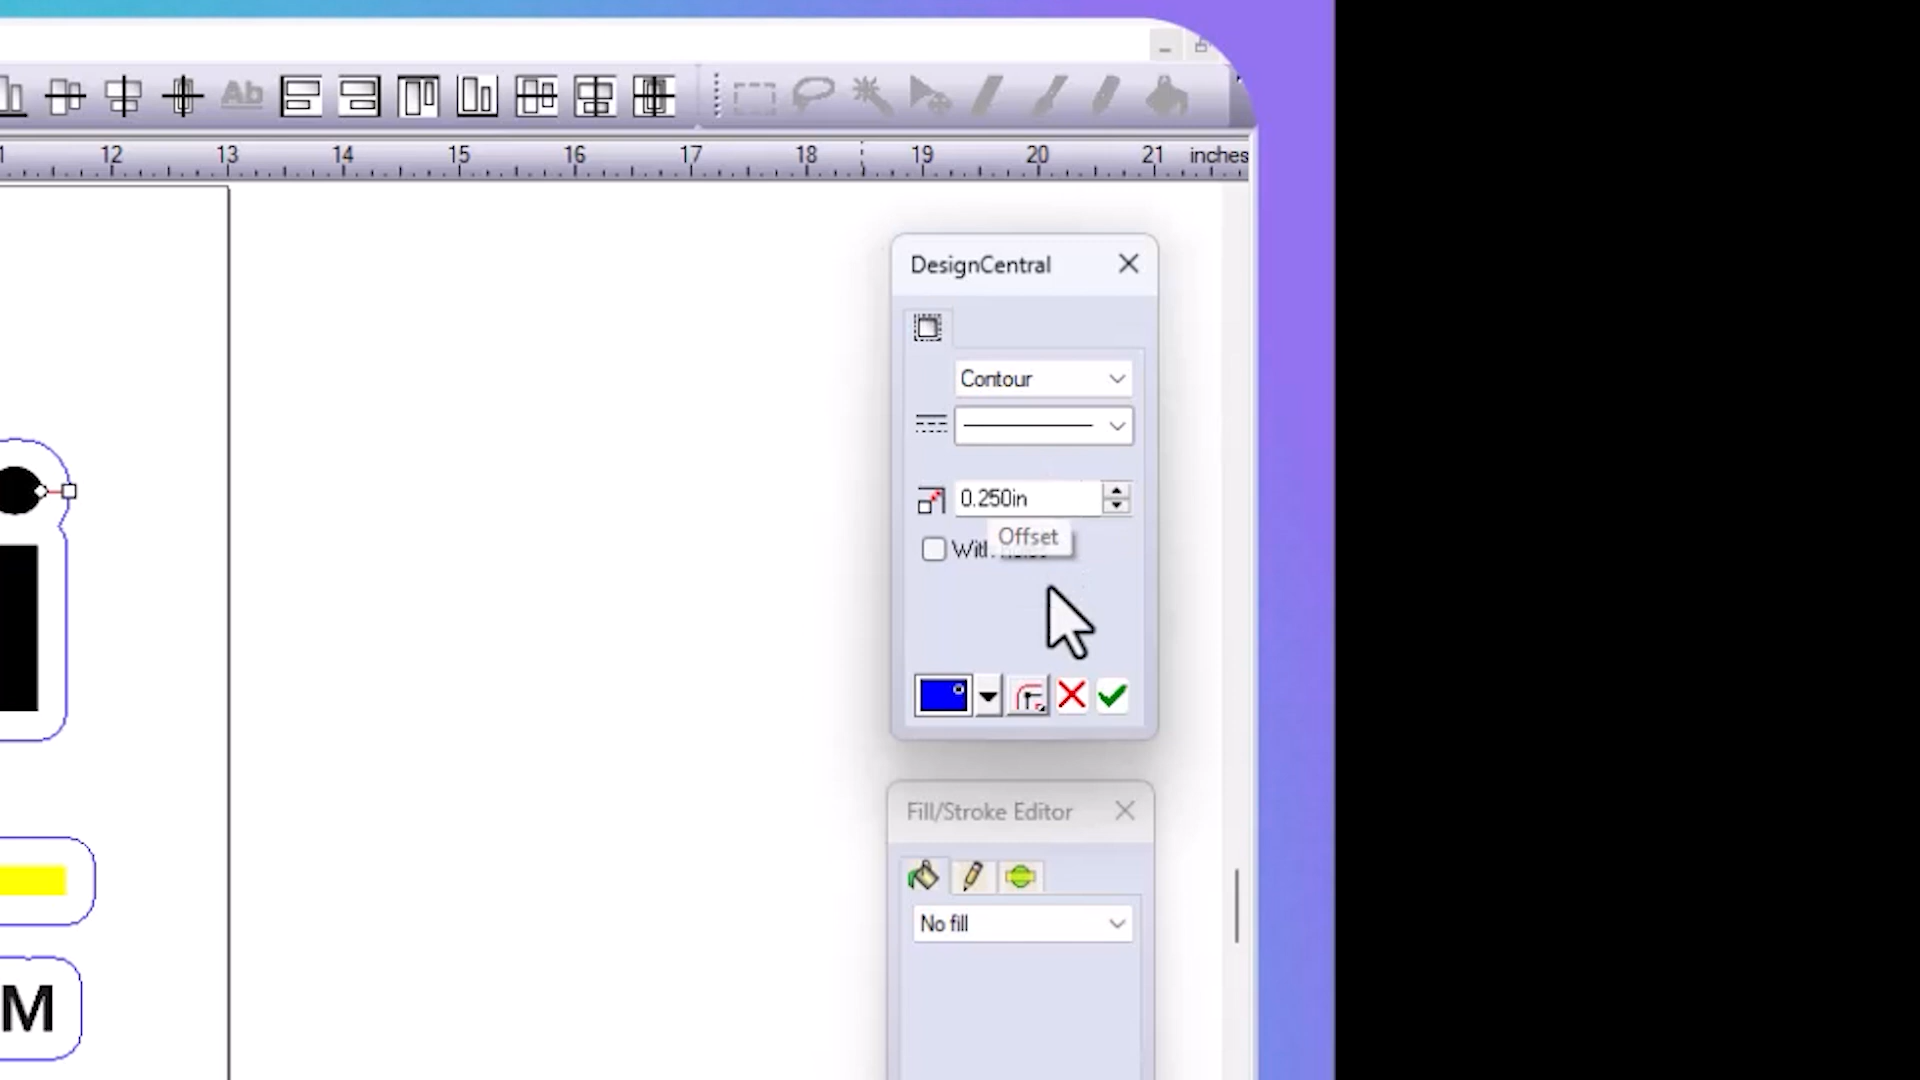 Ab
12 13 14 15 16 17 18 19 20 21 inches
DesignCentral
Contour
0.250in
Offset
Fill/Stroke Editor
No fill
M